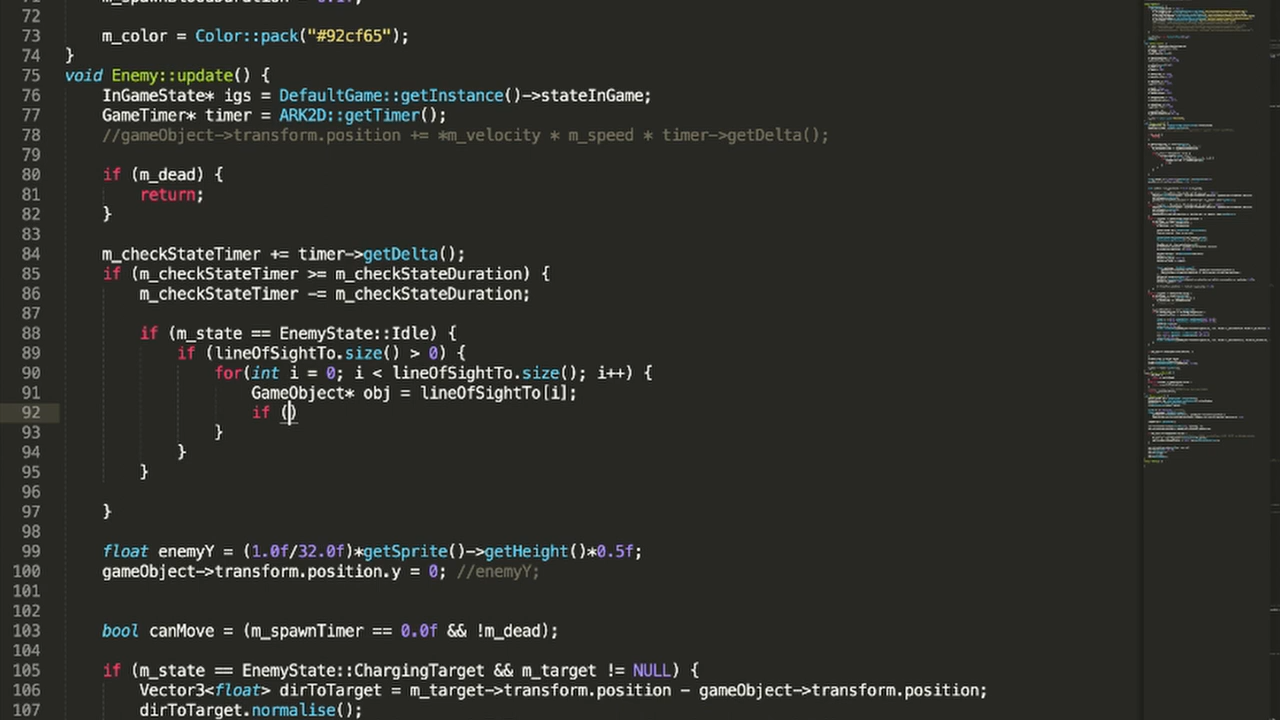 71
72
73 m_color = Color::pack("#92cf65");
74 }
75 void Enemy::update() {
76 InGameState* igs = DefaultGame::getInstance()->stateInGame;
77 GameTimer* timer = ARK2D::getTimer();
78 //gameObject->transform.position += *m_velocity * m_speed * timer->getDelta();
79
80 if (m_dead) {
81 return;
82 }
83
84 m_checkStateTimer += timer->getDelta();
85 if (m_checkStateTimer >= m_checkStateDuration) {
86 m_checkStateTimer -= m_checkStateDuration;
87
88 if (m_state == EnemyState::Idle) {
89 if (lineOfSightTo.size() > 0) {
90 for(int i = 0; i < lineOfSightTo.size(); i++) {
91 GameObject* obj = lineOfSightTo[i];
92 if ()
93 }
94 }
95 }
96
97 }
98
99 float enemyY = (1.0f/32.0f)*getSprite()->getHeight()*0.5f;
100 gameObject->transform.position.y = 0; //enemyY;
101
102
103 bool canMove = (m_spawnTimer == 0.0f && !m_dead);
104
105 if (m_state == EnemyState::ChargingTarget && m_target != NULL) {
106 Vector3<float> dirToTarget = m_target->transform.position - gameObject->transform.position;
107 dirToTarget.normalise();